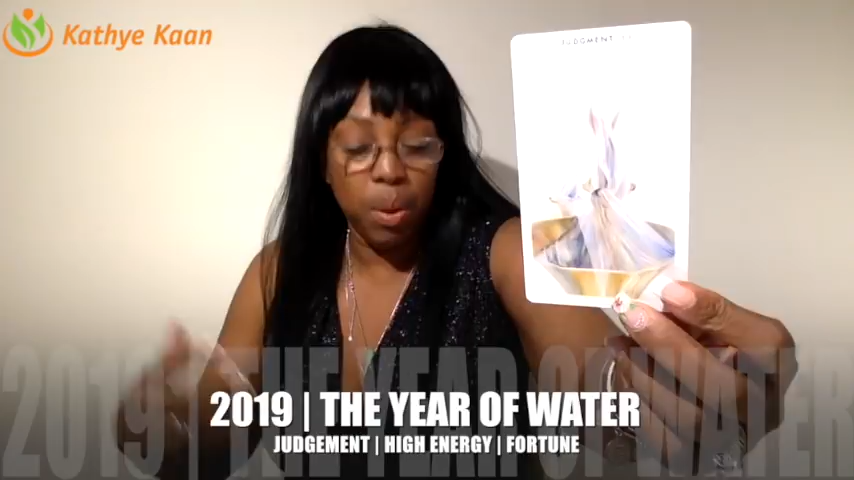 Kathye Kaan
JUDGMENT
2019 | THE YEAR OF WATER
2019 | THE YEAR OF WATER
JUDGEMENT | HIGH ENERGY | FORTUNE